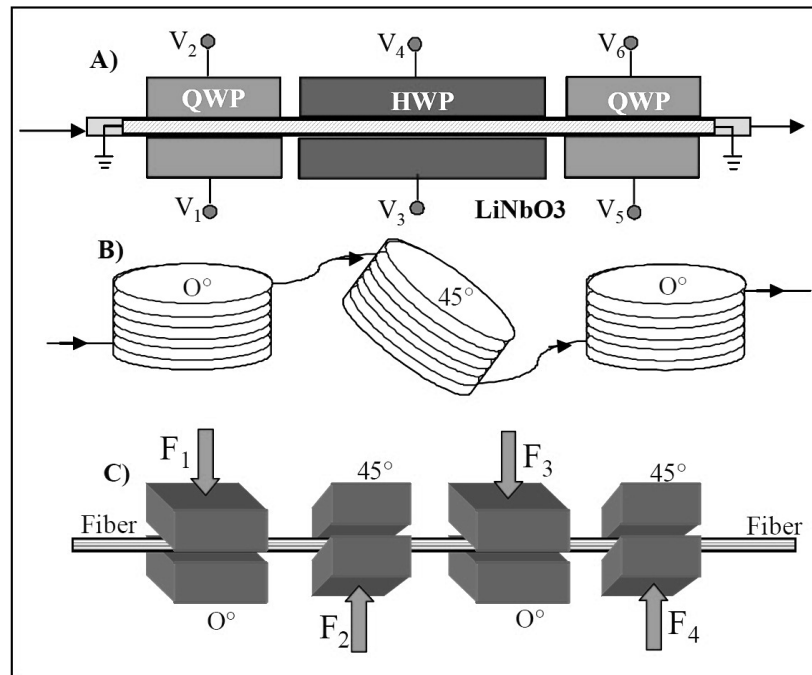 A)
V2
V4
V6
QWP
HWP
QWP
V1
V3
LiNbO3
V5
B)
O°
45°
O°
C)
F1
45°
F3
45°
Fiber
Fiber
O°
F2
O°
F4